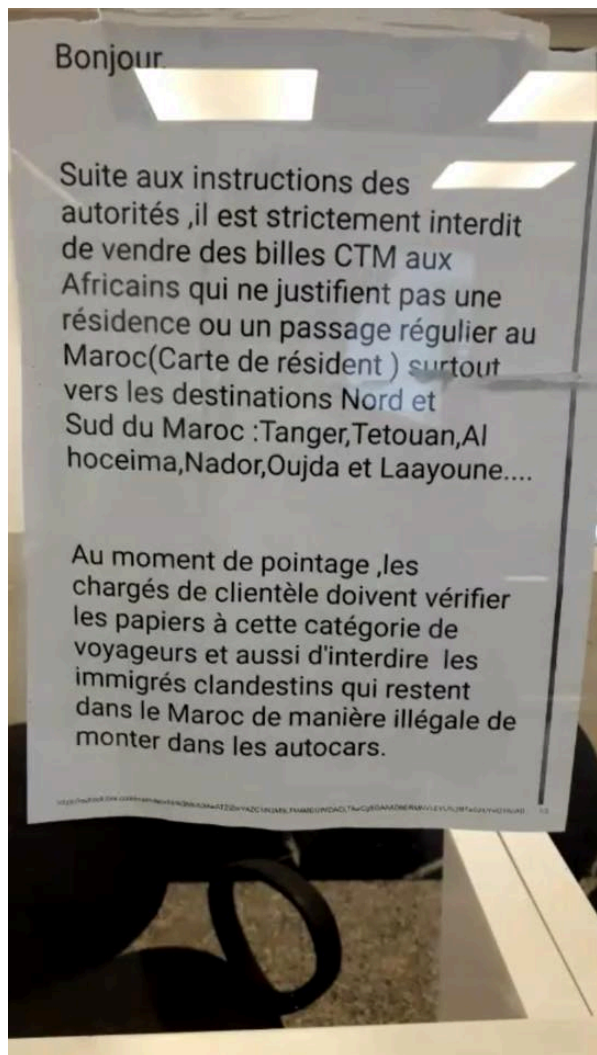 Bonjour.
Suite aux instructions des
autorités ,il est strictement interdit
de vendre des billes CTM aux
Africains qui ne justifient pas une
résidence ou un passage régulier au
Maroc(Carte de résident ) surtout
vers les destinations Nord et
Sud du Maroc :Tanger,Tetouan,Al
hoceima,Nador,Oujda et Laayoune....
Au moment de pointage ,les
chargés de clientèle doivent vérifier
les papiers à cette catégorie de
voyageurs et aussi d'interdire les
immigrés clandestins qui restent
dans le Maroc de manière illégale de
monter dans les autocars.